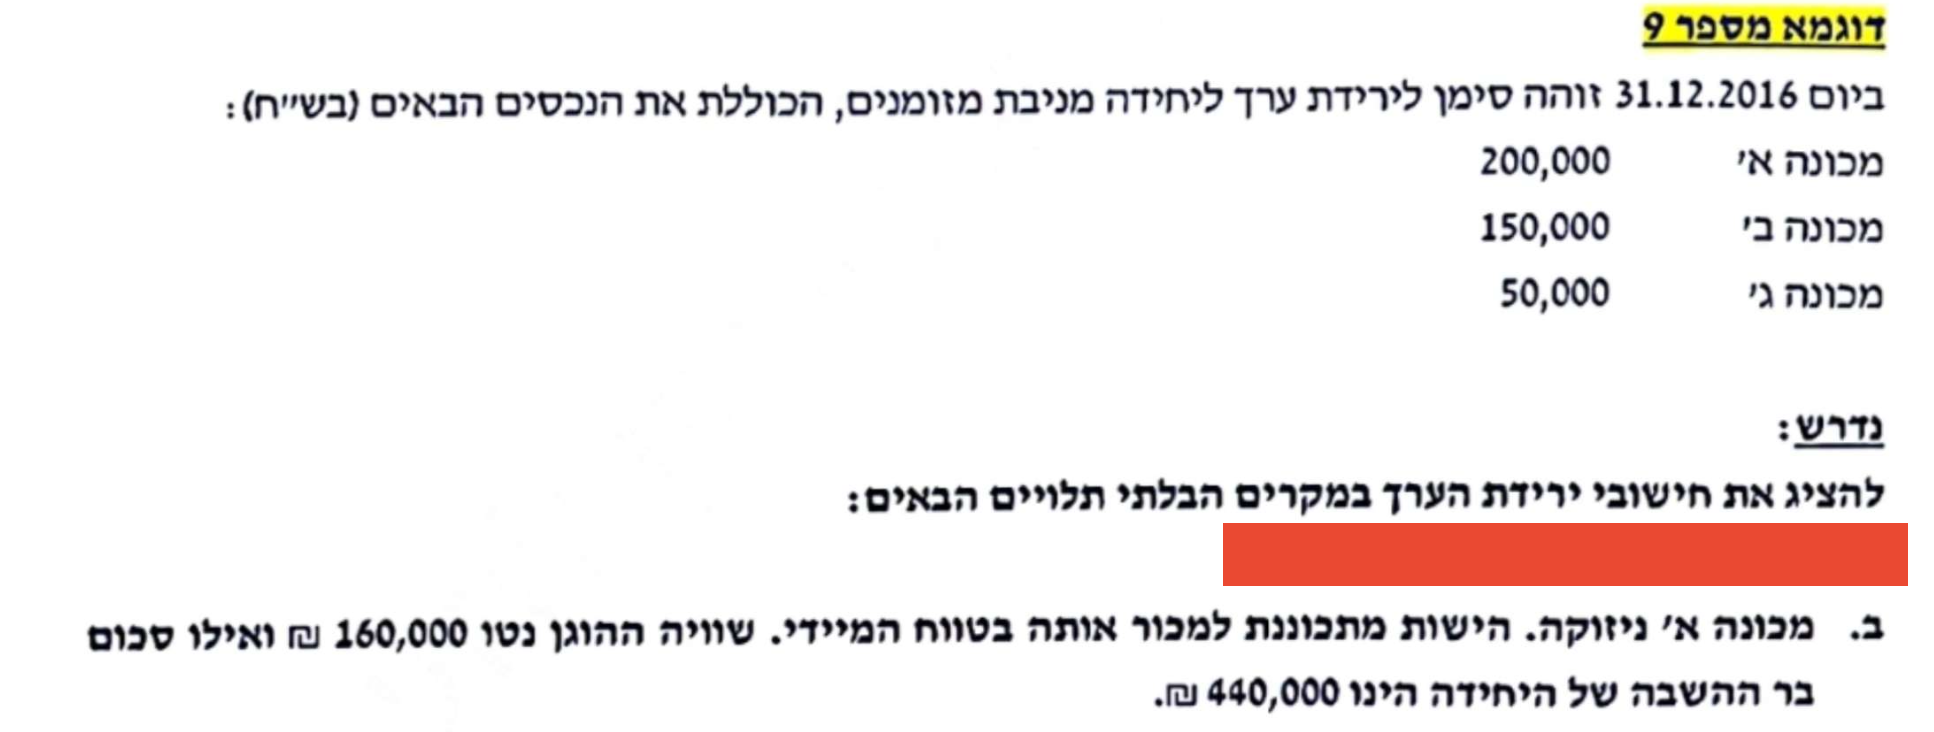 דוגמא מספר 9
ביום 31.12.2016 זוהה סימן לירידת ערך ליחידה מניבת מזומנים, הכוללת את הנכסים הבאים (בש״ח):
מכונה א׳ 200,000
מכונה ב׳ 150,000
מכונה ג׳ 50,000
נדרש:
להציג את חישובי ירידת הערך במקרים הבלתי תלויים הבאים:
ב. מכונה א׳ ניזוקה. הישות מתכוננת למכור אותה בטווח המיידי. שוויה ההוגן נטו 160,000 ₪ ואילו סכום
בר ההשבה של היחידה הינו 440,000 ₪.